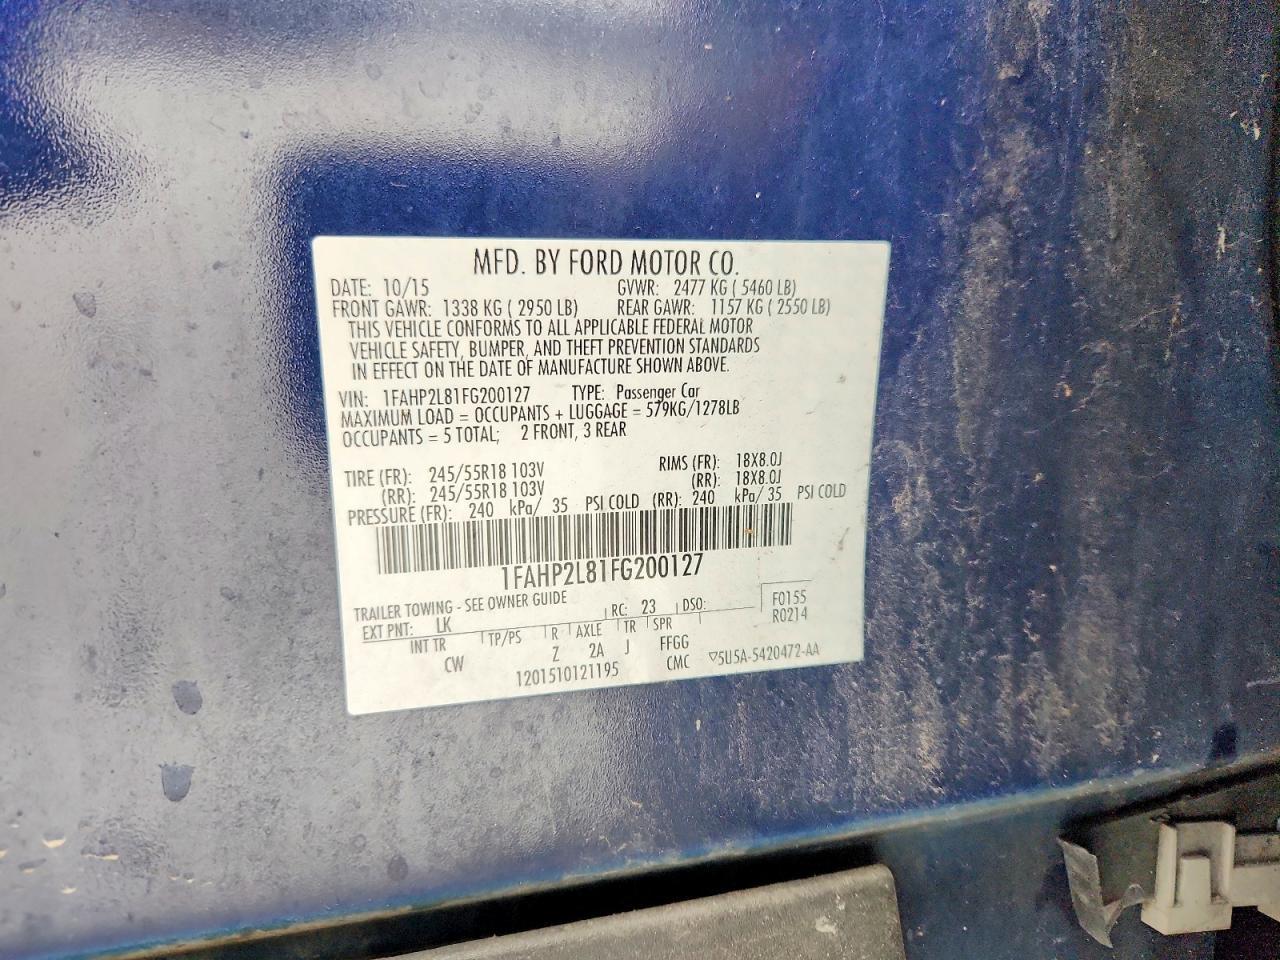 MFD. BY FORD MOTOR CO.
DATE: 10/15 GVWR: 2477 KG ( 5460 LB)
FRONT GAWR: 1338 KG ( 2950 LB) REAR GAWR: 1157 KG ( 2550 LB)
THIS VEHICLE CONFORMS TO ALL APPLICABLE FEDERAL MOTOR
VEHICLE SAFETY, BUMPER, AND THEFT PREVENTION STANDARDS
IN EFFECT ON THE DATE OF MANUFACTURE SHOWN ABOVE.
VIN: 1FAHP2L81FG200127 TYPE: Passenger Car
MAXIMUM LOAD = OCCUPANTS + LUGGAGE = 579KG/1278LB
OCCUPANTS = 5 TOTAL; 2 FRONT, 3 REAR
TIRE (FR): 245/55R18 103V RIMS (FR): 18X8.0J
(RR): 245/55R18 103V (RR): 18X8.0J
PRESSURE (FR): 240 kPa/ 35 PSI COLD (RR): 240 kPa/ 35 PSI COLD
1FAHP2L81FG200127
TRAILER TOWING - SEE OWNER GUIDE
EXT PNT: LK RC: 23 DSO: F0155
R0214
INT TR TP/PS R AXLE TR SPR
CW Z 2A J FFGG
1201510121195 CMC ▽5U5A-5420472-AA